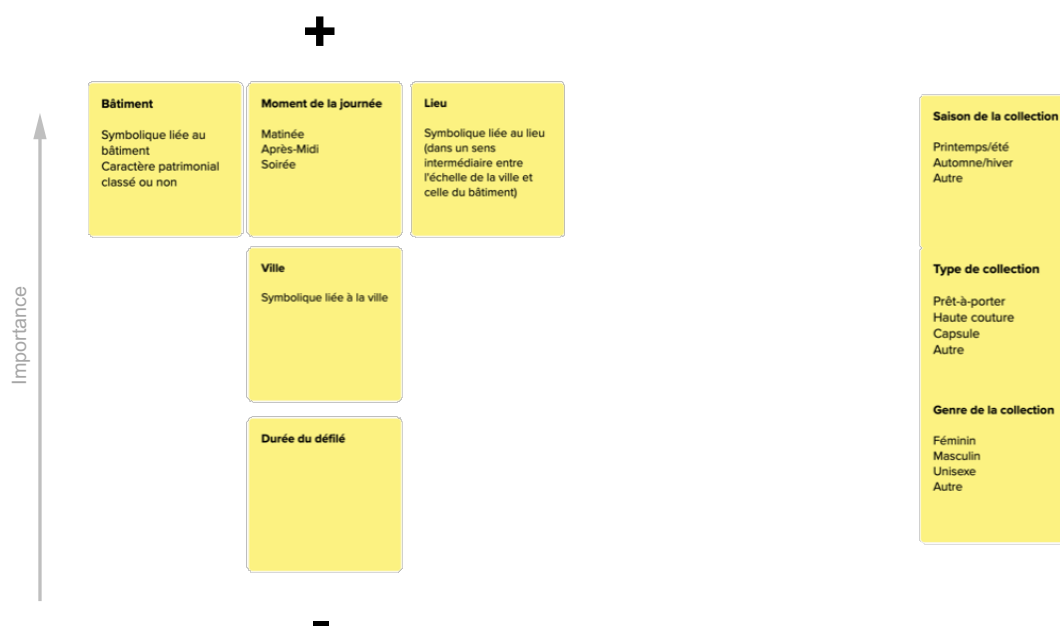 +
Importance
Bâtiment
Symbolique liée au
bâtiment
Caractère patrimonial
classé ou non
Moment de la journée
Matinée
Après-Midi
Soirée
Lieu
Symbolique liée au lieu
(dans un sens
intermédiaire entre
l'échelle de la ville et
celle du bâtiment)
Ville
Symbolique liée à la ville
Durée du défilé
Saison de la collection
Printemps/été
Automne/hiver
Autre
Type de collection
Prêt-à-porter
Haute couture
Capsule
Autre
Genre de la collection
Féminin
Masculin
Unisexe
Autre
-